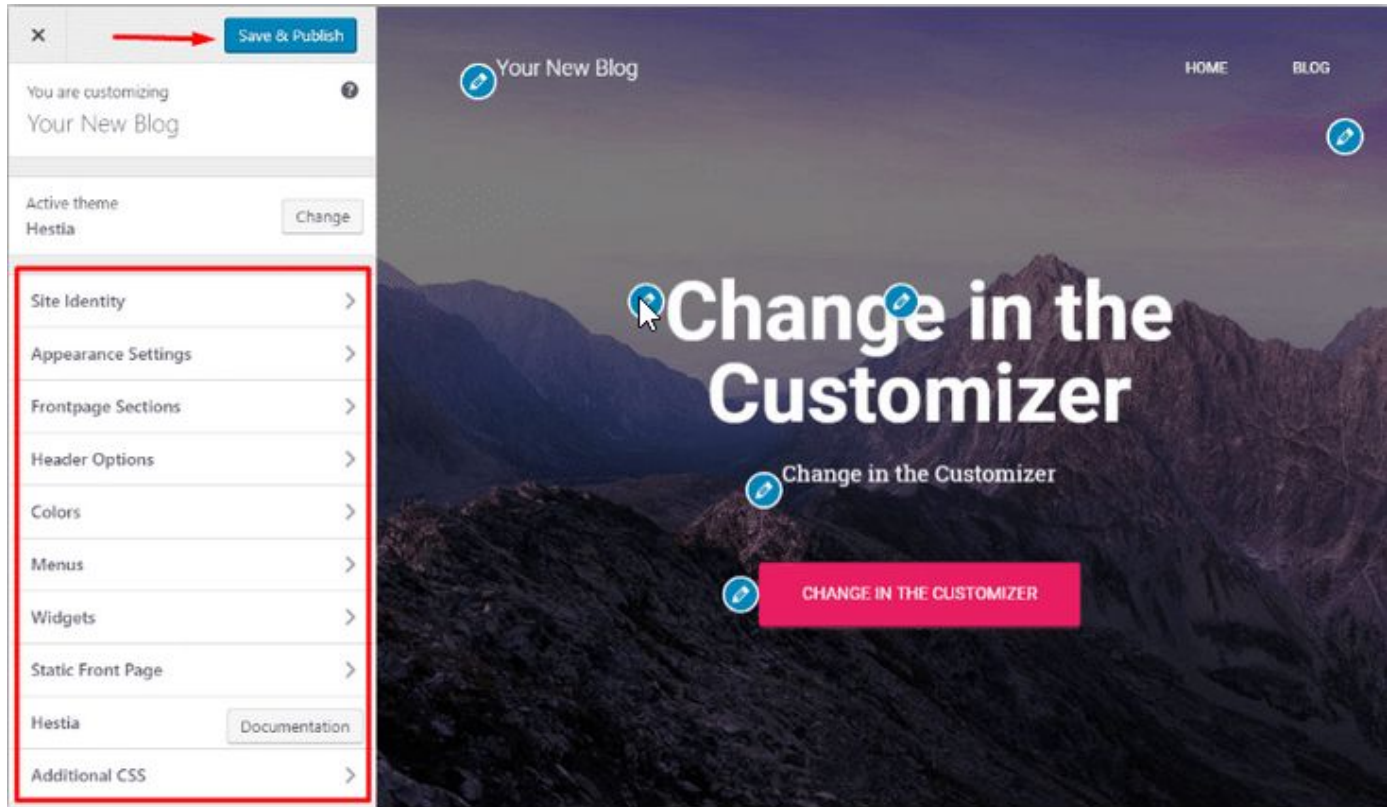 Save & Publish
You are customizing
Your New Blog
Active theme
Hestia
Change
Site Identity
Appearance Settings
Frontpage Sections
Header Options
Colors
Menus
Widgets
Static Front Page
Hestia
Documentation
Additional CSS
Your New Blog
HOME
BLOG
Change in the
Customizer
Change in the Customizer
CHANGE IN THE CUSTOMIZER